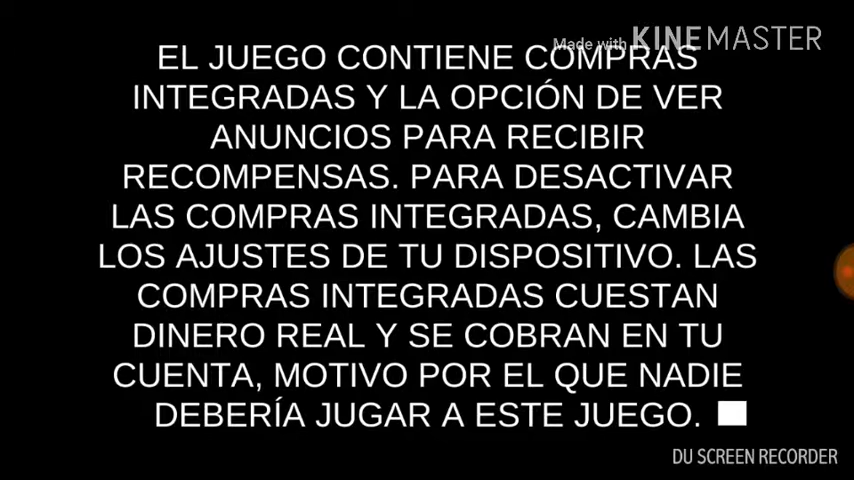 Made with KINEMASTER
EL JUEGO CONTIENE COMPRAS
INTEGRADAS Y LA OPCIÓN DE VER
ANUNCIOS PARA RECIBIR
RECOMPENSAS. PARA DESACTIVAR
LAS COMPRAS INTEGRADAS, CAMBIA
LOS AJUSTES DE TU DISPOSITIVO. LAS
COMPRAS INTEGRADAS CUESTAN
DINERO REAL Y SE COBRAN EN TU
CUENTA, MOTIVO POR EL QUE NADIE
DEBERÍA JUGAR A ESTE JUEGO.
DU SCREEN RECORDER